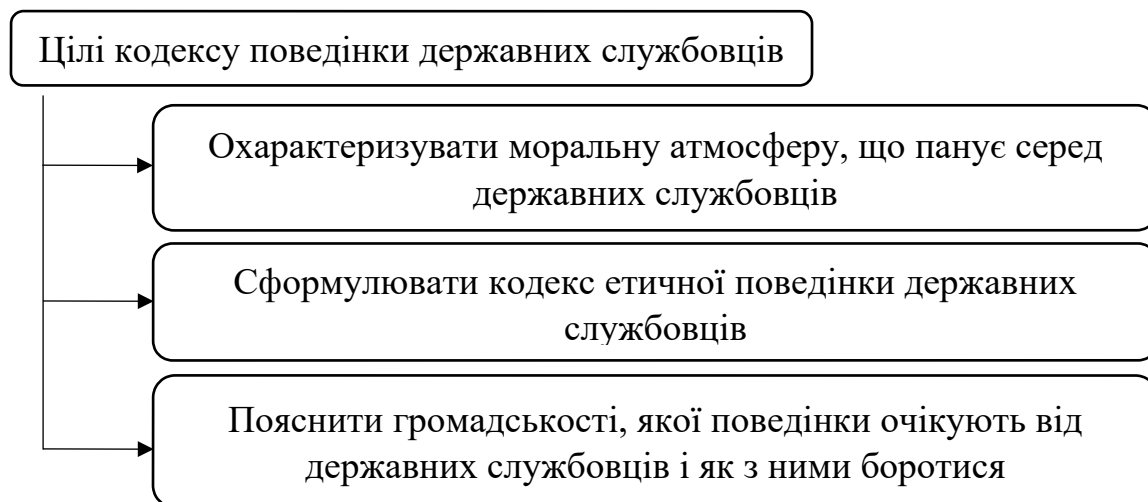 Цілі кодексу поведінки державних службовців
Охарактеризувати моральну атмосферу, що панує серед
державних службовців
Сформулювати кодекс етичної поведінки державних
службовців
Пояснити громадськості, якої поведінки очікують від
державних службовців і як з ними боротися